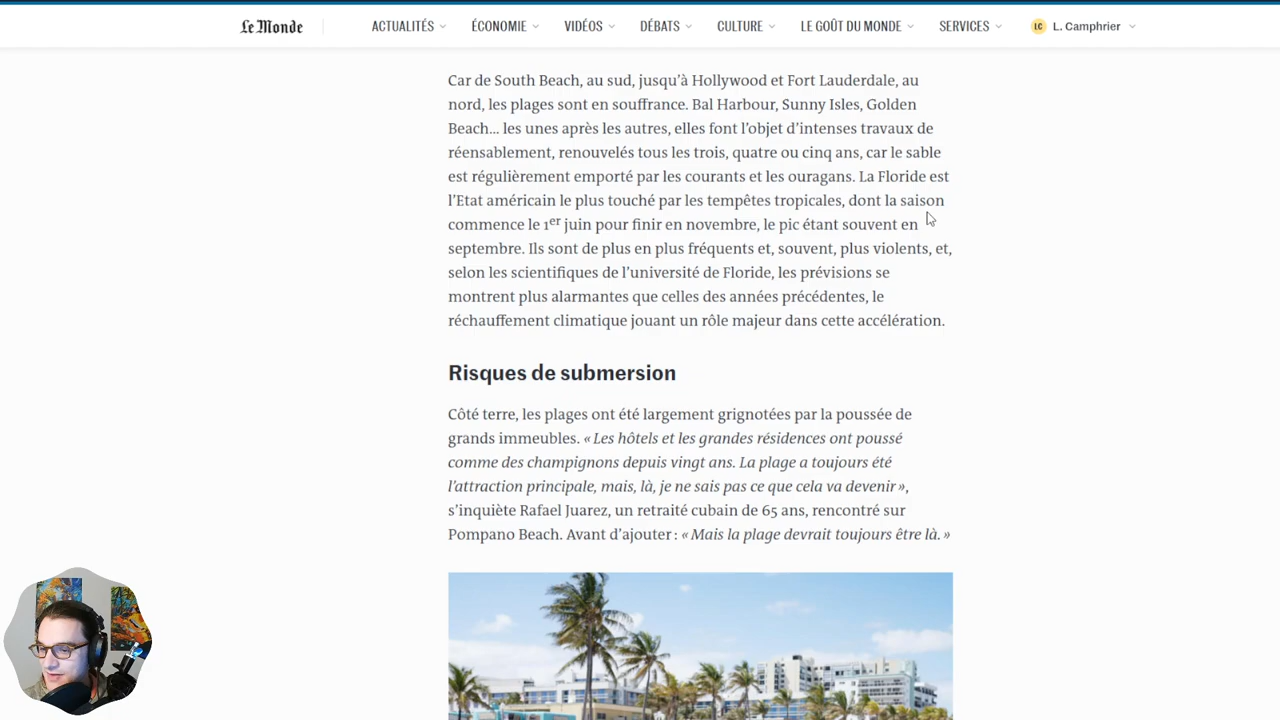 Le Monde
ACTUALITÉS
ÉCONOMIE
VIDÉOS
DÉBATS
CULTURE
LE GOÛT DU MONDE
SERVICES
LC
L. Camphrier
Car de South Beach, au sud, jusqu’à Hollywood et Fort Lauderdale, au
nord, les plages sont en souffrance. Bal Harbour, Sunny Isles, Golden
Beach… les unes après les autres, elles font l’objet d’intenses travaux de
réensablement, renouvelés tous les trois, quatre ou cinq ans, car le sable
est régulièrement emporté par les courants et les ouragans. La Floride est
l’Etat américain le plus touché par les tempêtes tropicales, dont la saison
commence le 1er juin pour finir en novembre, le pic étant souvent en
septembre. Ils sont de plus en plus fréquents et, souvent, plus violents, et,
selon les scientifiques de l’université de Floride, les prévisions se
montrent plus alarmantes que celles des années précédentes, le
réchauffement climatique jouant un rôle majeur dans cette accélération.
Risques de submersion
Côté terre, les plages ont été largement grignotées par la poussée de
grands immeubles. « Les hôtels et les grandes résidences ont poussé
comme des champignons depuis vingt ans. La plage a toujours été
l’attraction principale, mais, là, je ne sais pas ce que cela va devenir »,
s’inquiète Rafael Juarez, un retraité cubain de 65 ans, rencontré sur
Pompano Beach. Avant d’ajouter : « Mais la plage devrait toujours être là. »